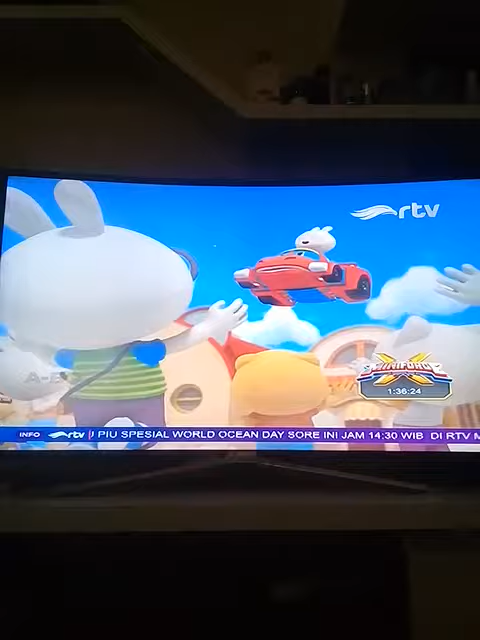 rtv
MINIFORCE
X
1:36:24
INFO rtv PIU SPESIAL WORLD OCEAN DAY SORE INI JAM 14:30 WIB DI RTV